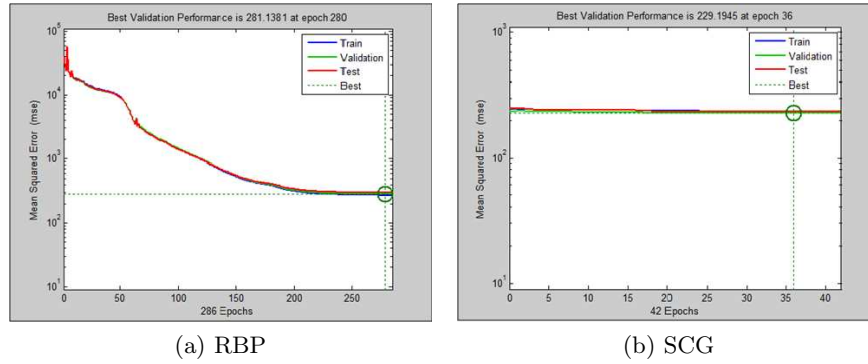 Best Validation Performance is 281.1381 at epoch 280
10^5
10^4
10^3
10^2
10^1
Mean Squared Error (mse)
Train
Validation
Test
Best
0 50 100 150 200 250
286 Epochs
(a) RBP
Best Validation Performance is 229.1945 at epoch 36
10^3
10^2
10^1
Mean Squared Error (mse)
Train
Validation
Test
Best
0 5 10 15 20 25 30 35 40
42 Epochs
(b) SCG